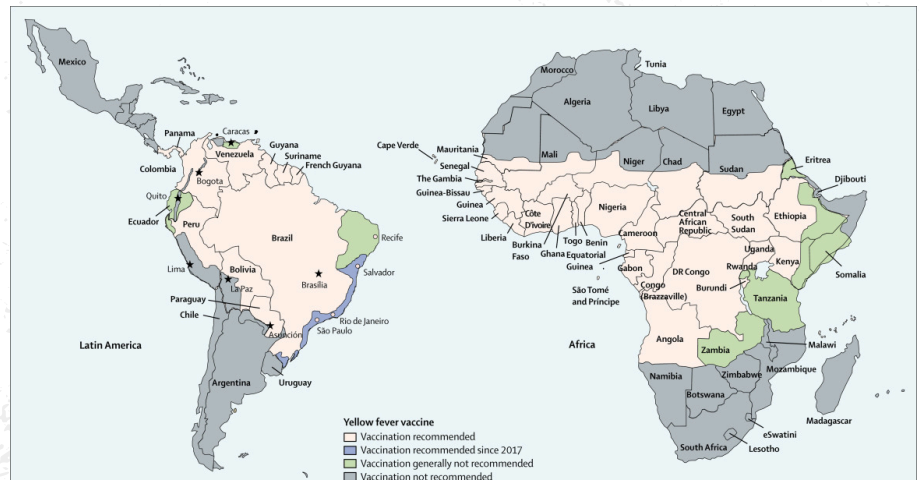 Mexico
Panama
Caracas
Venezuela
Guyana
Suriname
French Guyana
Colombia
Bogota
Quito
Ecuador
Peru
Brazil
Recife
Lima
Bolivia
La Paz
Brasília
Salvador
Paraguay
Chile
Asunción
Rio de Janeiro
São Paulo
Latin America
Argentina
Uruguay
Morocco
Tunia
Algeria
Libya
Egypt
Cape Verde
Mauritania
Mali
Niger
Chad
Sudan
Eritrea
Senegal
The Gambia
Guinea-Bissau
Guinea
Sierra Leone
Liberia
Côte
D'ivoire
Burkina
Faso
Ghana
Togo
Benin
Nigeria
Equatorial
Guinea
Cameroon
Central
African
Republic
South
Sudan
Ethiopia
Djibouti
Somalia
Uganda
Kenya
Rwanda
Burundi
Gabon
Congo
(Brazzaville)
DR Congo
São Tomé
and Príncipe
Tanzania
Africa
Angola
Zambia
Malawi
Mozambique
Zimbabwe
Namibia
Botswana
Madagascar
eSwatini
Lesotho
South Africa
Yellow fever vaccine
Vaccination recommended
Vaccination recommended since 2017
Vaccination generally not recommended
Vaccination not recommended